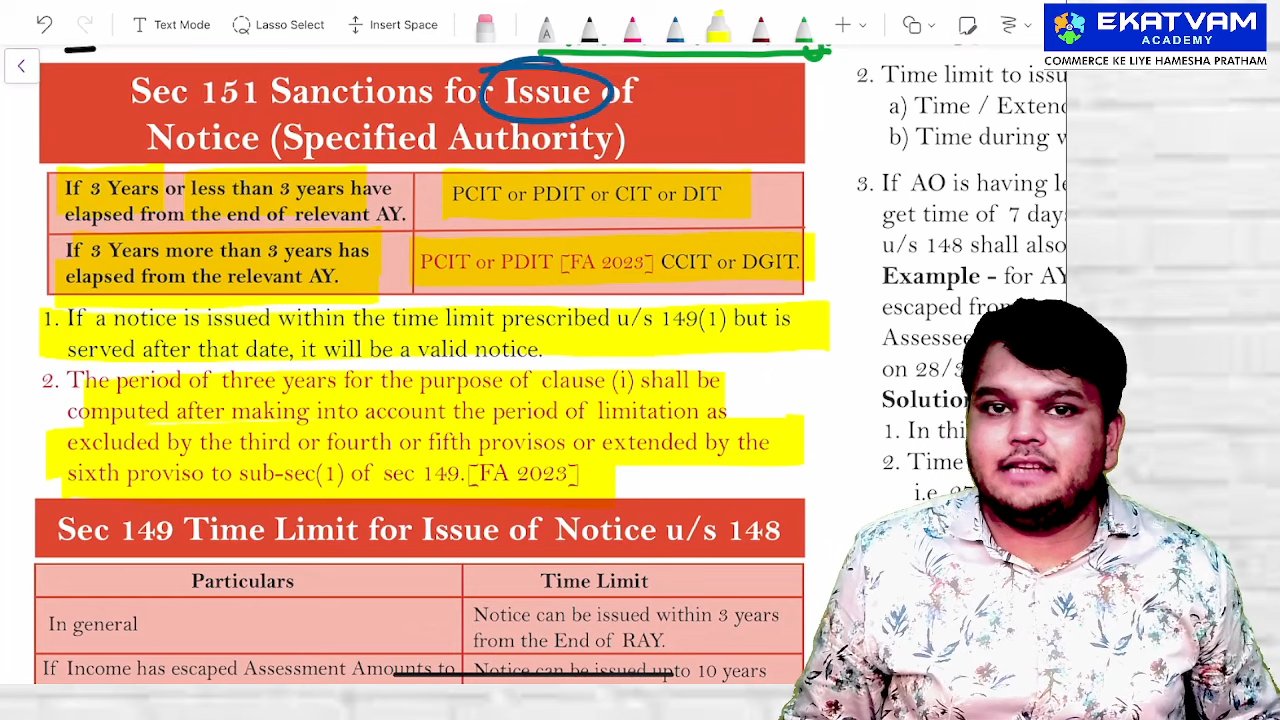 Text Mode
Lasso Select
Insert Space
A
EKATVAM
ACADEMY
COMMERCE KE LIYE HAMESHA PRATHAM
Sec 151 Sanctions for Issue of
Notice (Specified Authority)
If 3 Years or less than 3 years have
elapsed from the end of relevant AY.
PCIT or PDIT or CIT or DIT
If 3 Years more than 3 years has
elapsed from the relevant AY.
PCIT or PDIT [FA 2023] CCIT or DGIT.
1. If a notice is issued within the time limit prescribed u/s 149(1) but is
served after that date, it will be a valid notice.
2. The period of three years for the purpose of clause (i) shall be
computed after making into account the period of limitation as
excluded by the third or fourth or fifth provisos or extended by the
sixth proviso to sub-sec(1) of sec 149.[FA 2023]
Sec 149 Time Limit for Issue of Notice u/s 148
Particulars
Time Limit
In general
Notice can be issued within 3 years
from the End of RAY.
If Income has escaped Assessment Amounts to
Notice can be issued upto 10 years
2. Time limit to issu
a) Time / Exten
b) Time during
3. If AO is having
get time of 7 day
u/s 148 shall also
Example - for AY
escaped from
Assessee
on 28/3
Solution
1. In thi
2. Time
i.e.